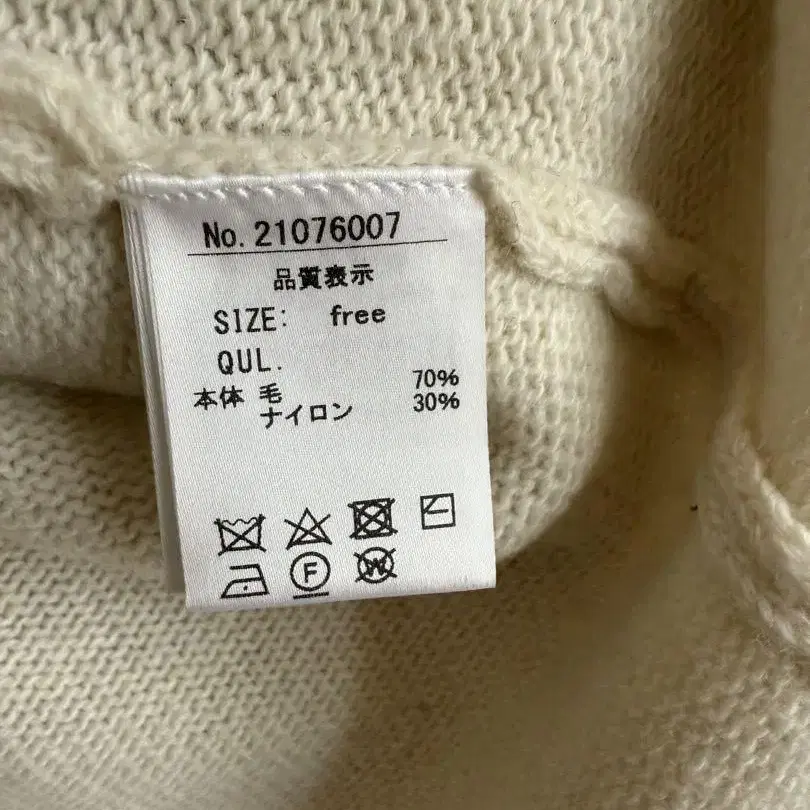 No. 21076007
品質表示
SIZE: free
QUL.
本体 毛 70%
ナイロン 30%
F
W